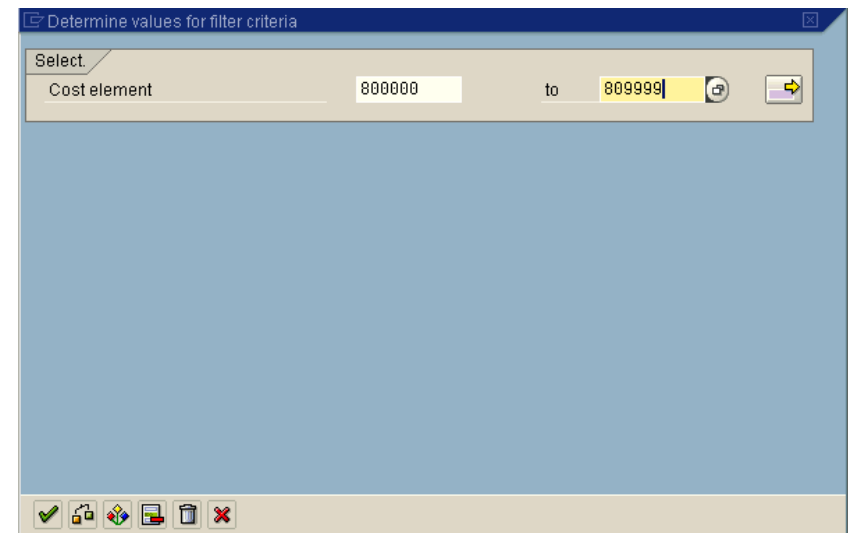 Determine values for filter criteria
Select.
Cost element 800000 to 809999